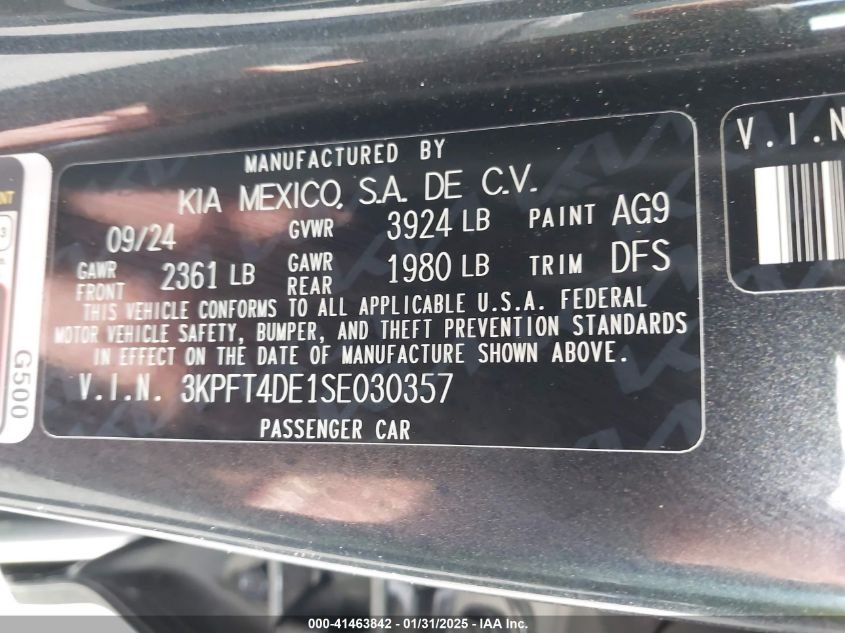 MANUFACTURED BY
KIA MEXICO, S.A. DE C.V.
09/24 GVWR 3924 LB PAINT AG9
GAWR FRONT 2361 LB GAWR REAR 1980 LB TRIM DFS
THIS VEHICLE CONFORMS TO ALL APPLICABLE U.S.A. FEDERAL
MOTOR VEHICLE SAFETY, BUMPER, AND THEFT PREVENTION STANDARDS
IN EFFECT ON THE DATE OF MANUFACTURE SHOWN ABOVE.
V.I.N. 3KPFT4DE1SE030357
PASSENGER CAR
V.I.N
G500
000-41463842 - 01/31/2025 - IAA Inc.